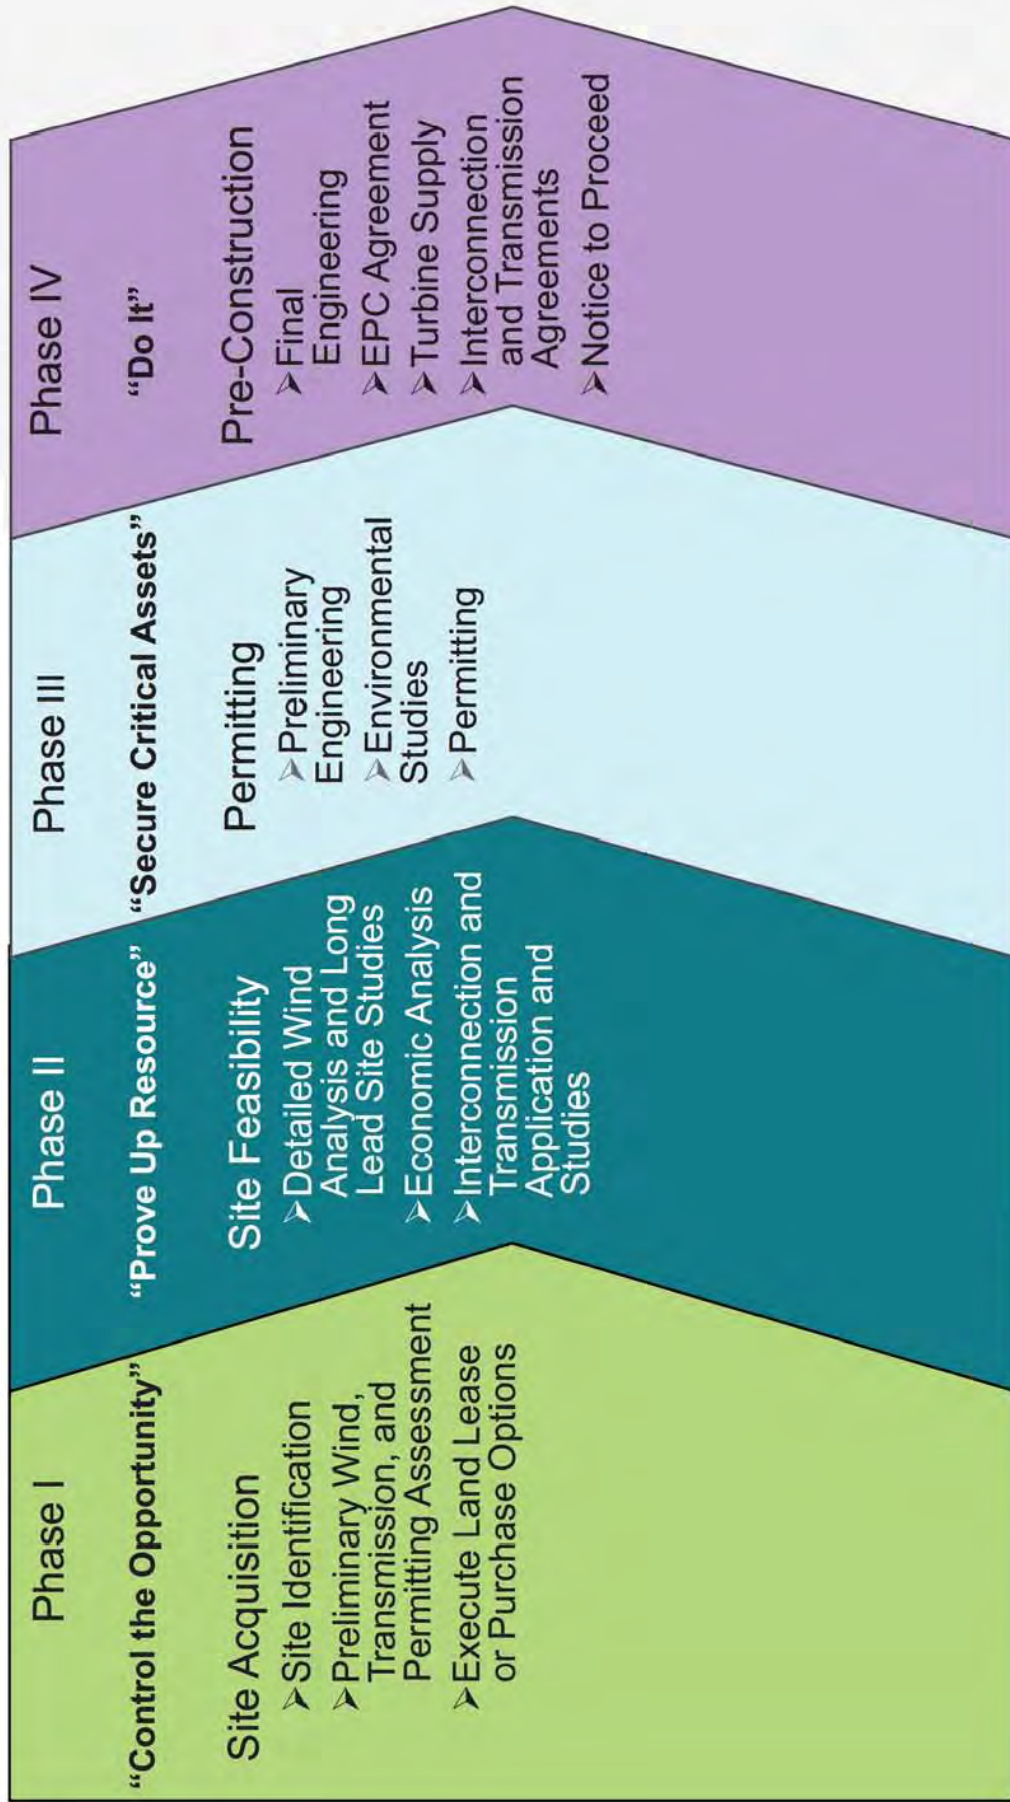 Phase I
“Control the Opportunity”
Site Acquisition
➢Site Identification
➢Preliminary Wind,
Transmission, and
Permitting Assessment
➢Execute Land Lease
or Purchase Options
Phase II
“Prove Up Resource”
Site Feasibility
➢Detailed Wind
Analysis and Long
Lead Site Studies
➢Economic Analysis
➢Interconnection and
Transmission
Application and
Studies
Phase III
“Secure Critical Assets”
Permitting
➢Preliminary
Engineering
➢Environmental
Studies
➢Permitting
Phase IV
“Do It”
Pre-Construction
➢Final
Engineering
➢EPC Agreement
➢Turbine Supply
➢Interconnection
and Transmission
Agreements
➢Notice to Proceed